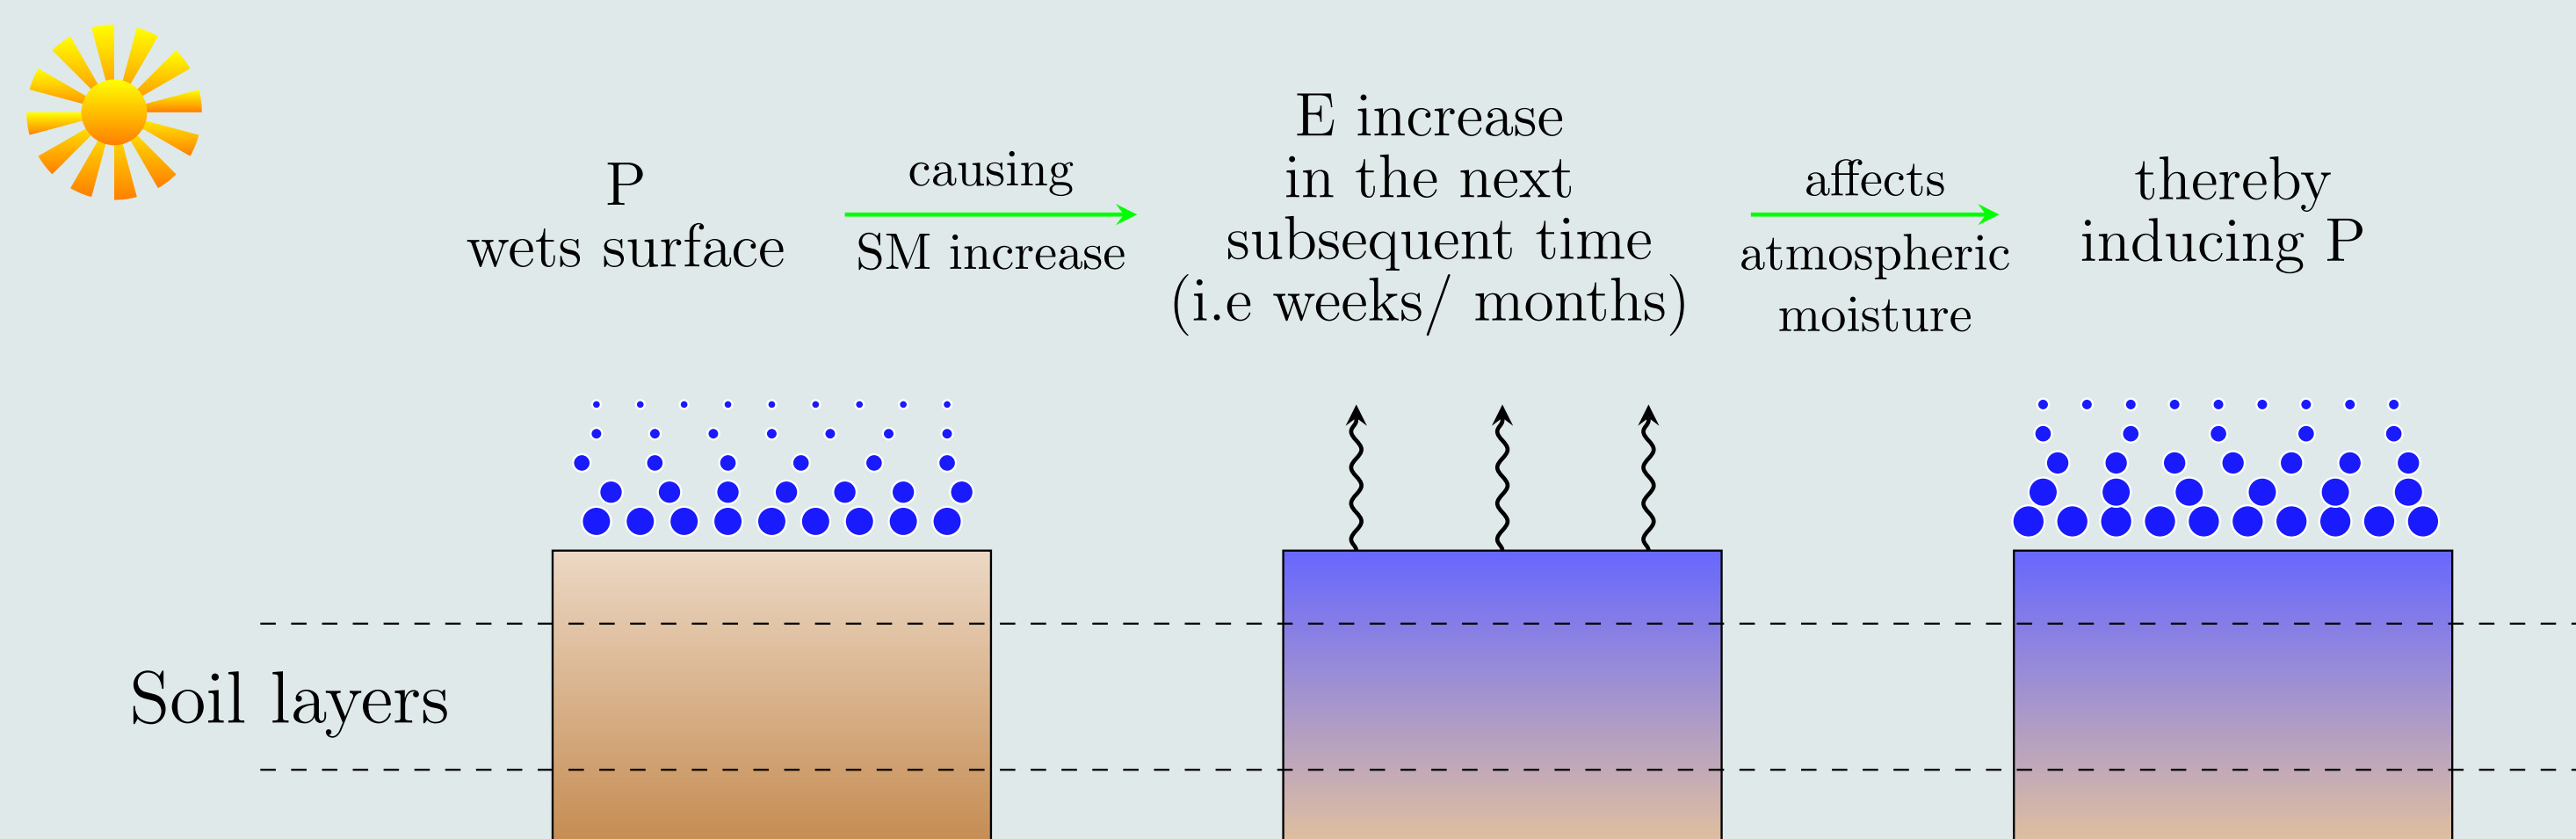 P
wets surface
causing
SM increase
E increase
in the next
subsequent time
(i.e weeks/ months)
affects
atmospheric
moisture
thereby
inducing P
Soil layers